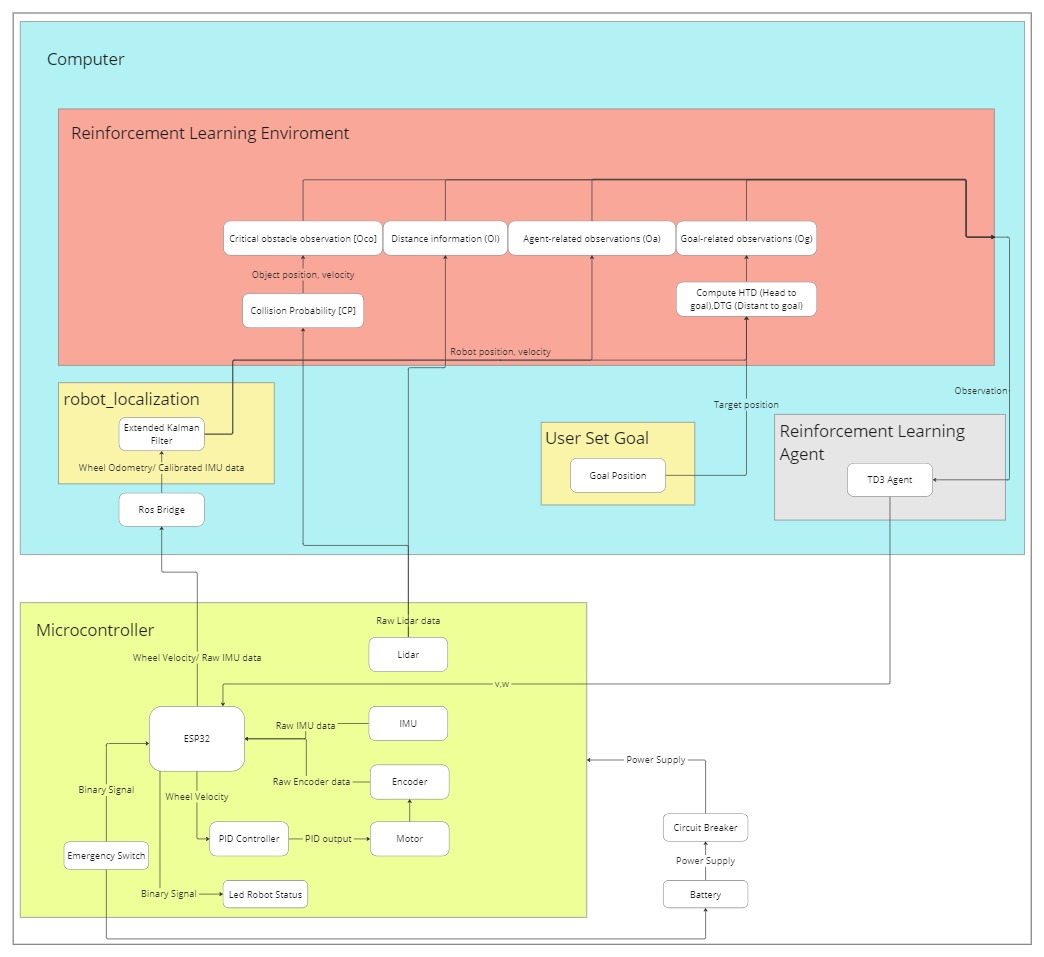 Computer
Reinforcement Learning Enviroment
Critical obstacle observation [Oco]
Distance information (Ol)
Agent-related observations (Oa)
Goal-related observations (Og)
Object position, velocity
Collision Probability [CP]
Compute HTD (Head to
goal),DTG (Distant to goal)
Robot position, velocity
robot_localization
Extended Kalman
Filter
Wheel Odometry/ Calibrated IMU data
Ros Bridge
Target position
Observation
User Set Goal
Goal Position
Reinforcement Learning
Agent
TD3 Agent
Microcontroller
Raw Lidar data
Lidar
Wheel Velocity/ Raw IMU data
v,w
ESP32
Raw IMU data
IMU
Raw Encoder data
Encoder
Binary Signal
Wheel Velocity
PID Controller
PID output
Motor
Emergency Switch
Binary Signal
Led Robot Status
Power Supply
Circuit Breaker
Power Supply
Battery